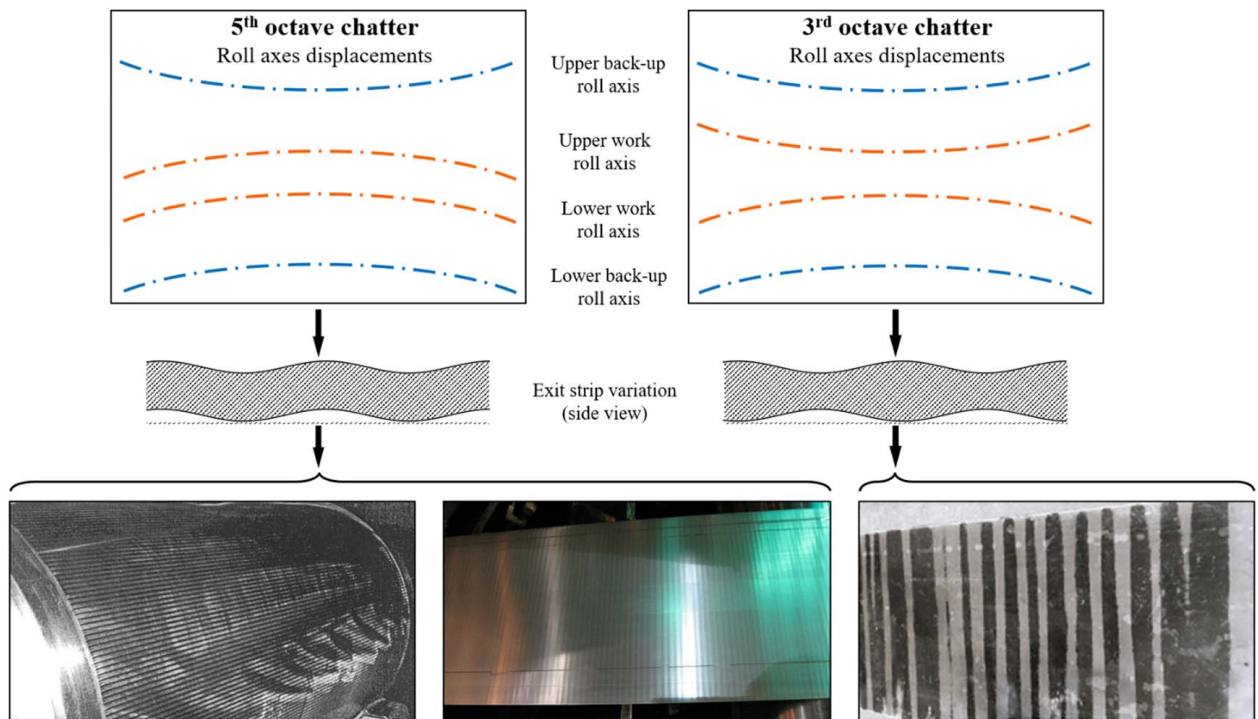 5th octave chatter
Roll axes displacements
3rd octave chatter
Roll axes displacements
Upper back-up
roll axis
Upper work
roll axis
Lower work
roll axis
Lower back-up
roll axis
Exit strip variation
(side view)